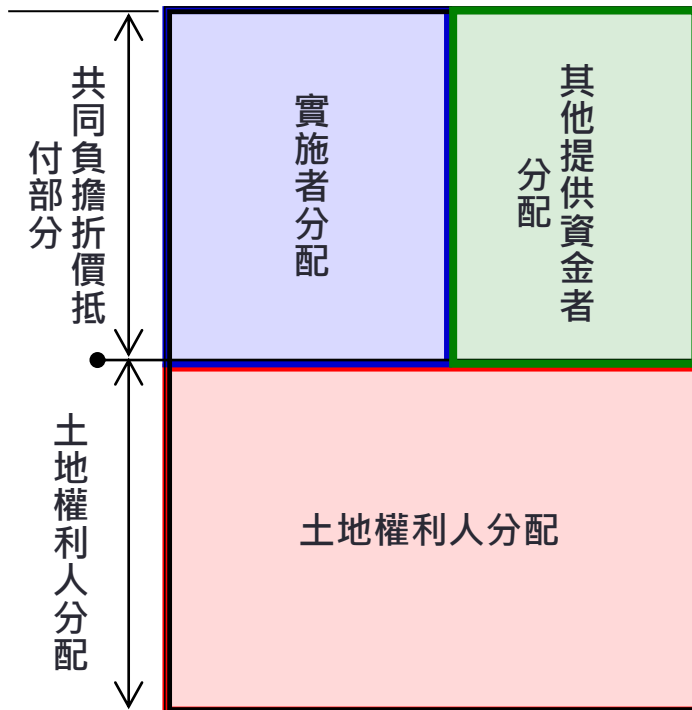 共同負擔折價抵
付部分
實施者分配
其他提供資金者
分配
土地權利人分配
土地權利人分配